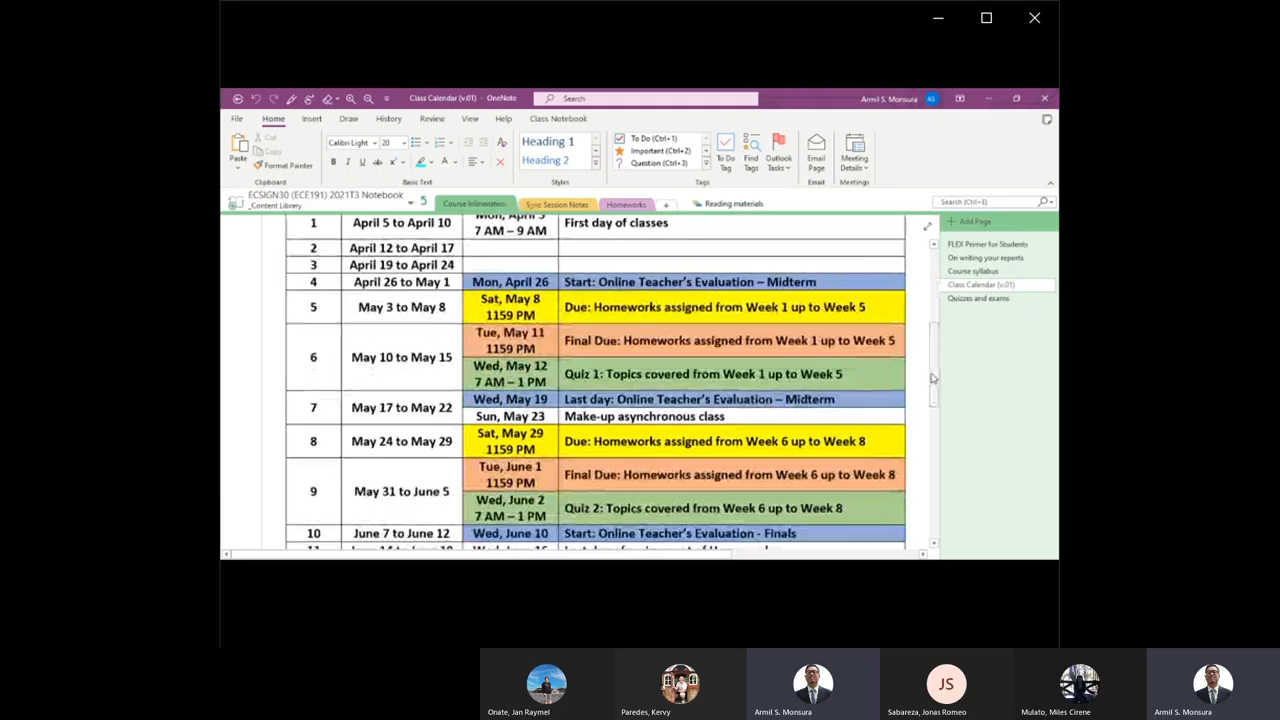 Class Calendar (v.01) - OneNote
Search
Armil S. Monsura
AS
File Home Insert Draw History Review View Help Class Notebook
Paste
Cut
Copy
Format Painter
Clipboard
Calibri Light 20
B I U ab x A
Basic Text
Heading 1
Heading 2
Styles
To Do (Ctrl+1)
Important (Ctrl+2)
Question (Ctrl+3)
Tags
To Do Tag
Find Tags
Outlook Tasks
Email Page
Email
Meeting Details
Meetings
ECSIGN30 (ECE191) 2021T3 Notebook
_Content Library
Course Information
Sync Session Notes
Homeworks
+
Reading materials
Search (Ctrl+E)
Add Page
FLEX Primer for Students
On writing your reports
Course syllabus
Class Calendar (v.01)
Quizzes and exams
1 April 5 to April 10 Mon, April 5 7 AM – 9 AM First day of classes
2 April 12 to April 17
3 April 19 to April 24
4 April 26 to May 1 Mon, April 26 Start: Online Teacher's Evaluation – Midterm
5 May 3 to May 8 Sat, May 8 1159 PM Due: Homeworks assigned from Week 1 up to Week 5
6 May 10 to May 15 Tue, May 11 1159 PM Final Due: Homeworks assigned from Week 1 up to Week 5
Wed, May 12 7 AM – 1 PM Quiz 1: Topics covered from Week 1 up to Week 5
7 May 17 to May 22 Wed, May 19 Last day: Online Teacher's Evaluation – Midterm
Sun, May 23 Make-up asynchronous class
8 May 24 to May 29 Sat, May 29 1159 PM Due: Homeworks assigned from Week 6 up to Week 8
9 May 31 to June 5 Tue, June 1 1159 PM Final Due: Homeworks assigned from Week 6 up to Week 8
Wed, June 2 7 AM – 1 PM Quiz 2: Topics covered from Week 6 up to Week 8
10 June 7 to June 12 Wed, June 10 Start: Online Teacher's Evaluation - Finals
Onate, Jan Raymel
Paredes, Kervy
Armil S. Monsura
JS
Sabareza, Jonas Romeo
Mulato, Miles Cirene
Armil S. Monsura